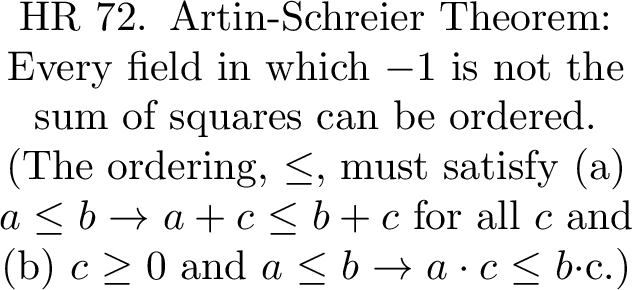 HR 72. Artin-Schreier Theorem:
Every field in which −1 is not the
sum of squares can be ordered.
(The ordering, ≤, must satisfy (a)
a ≤ b → a + c ≤ b + c for all c and
(b) c ≥ 0 and a ≤ b → a · c ≤ b·c.)